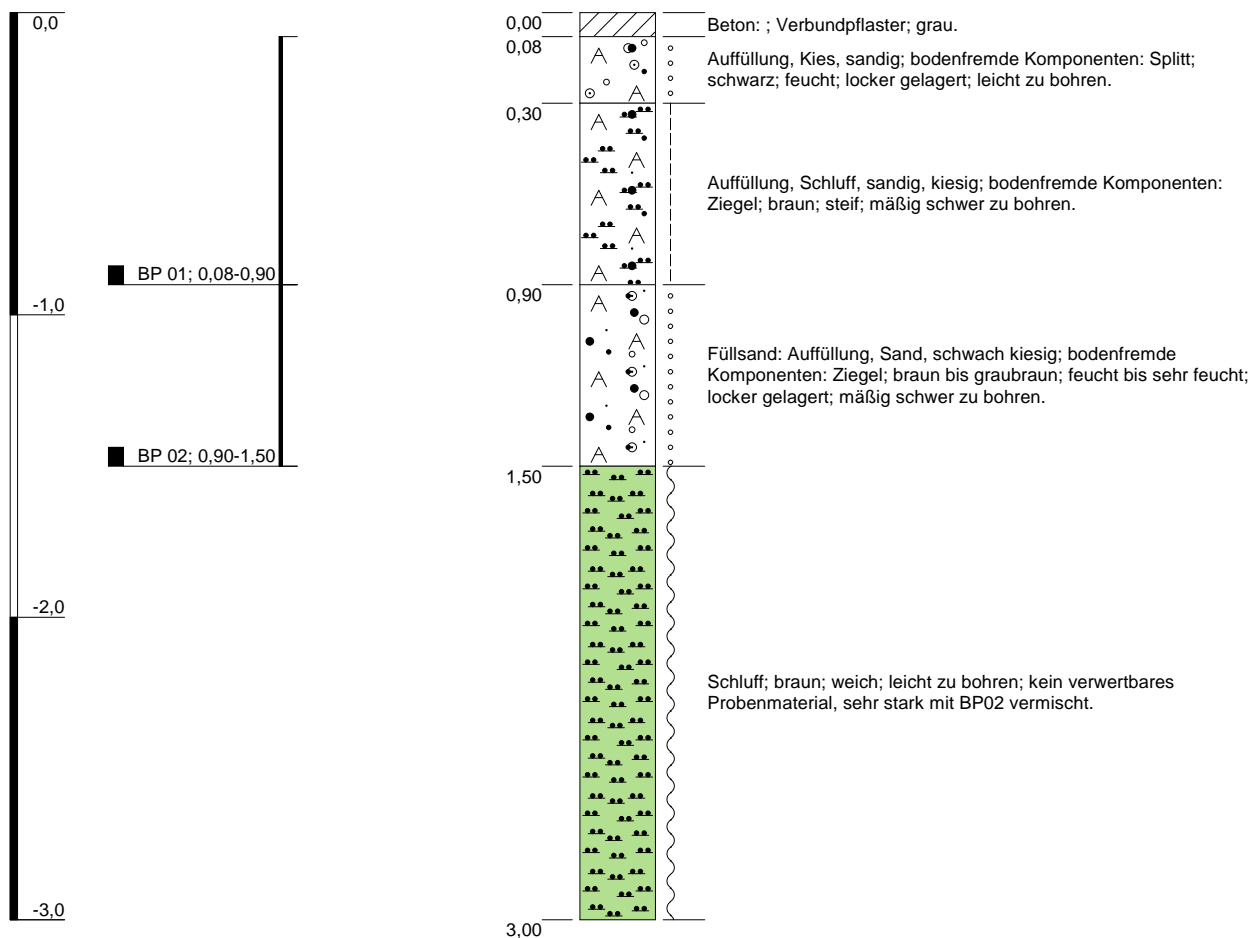 0,0
0,00
Beton: ; Verbundpflaster; grau.
0,08
Auffüllung, Kies, sandig; bodenfremde Komponenten: Splitt;
schwarz; feucht; locker gelagert; leicht zu bohren.
0,30
Auffüllung, Schluff, sandig, kiesig; bodenfremde Komponenten:
Ziegel; braun; steif; mäßig schwer zu bohren.
BP 01; 0,08-0,90
0,90
-1,0
Füllsand: Auffüllung, Sand, schwach kiesig; bodenfremde
Komponenten: Ziegel; braun bis graubraun; feucht bis sehr feucht;
locker gelagert; mäßig schwer zu bohren.
BP 02; 0,90-1,50
1,50
-2,0
Schluff; braun; weich; leicht zu bohren; kein verwertbares
Probenmaterial, sehr stark mit BP02 vermischt.
-3,0
3,00